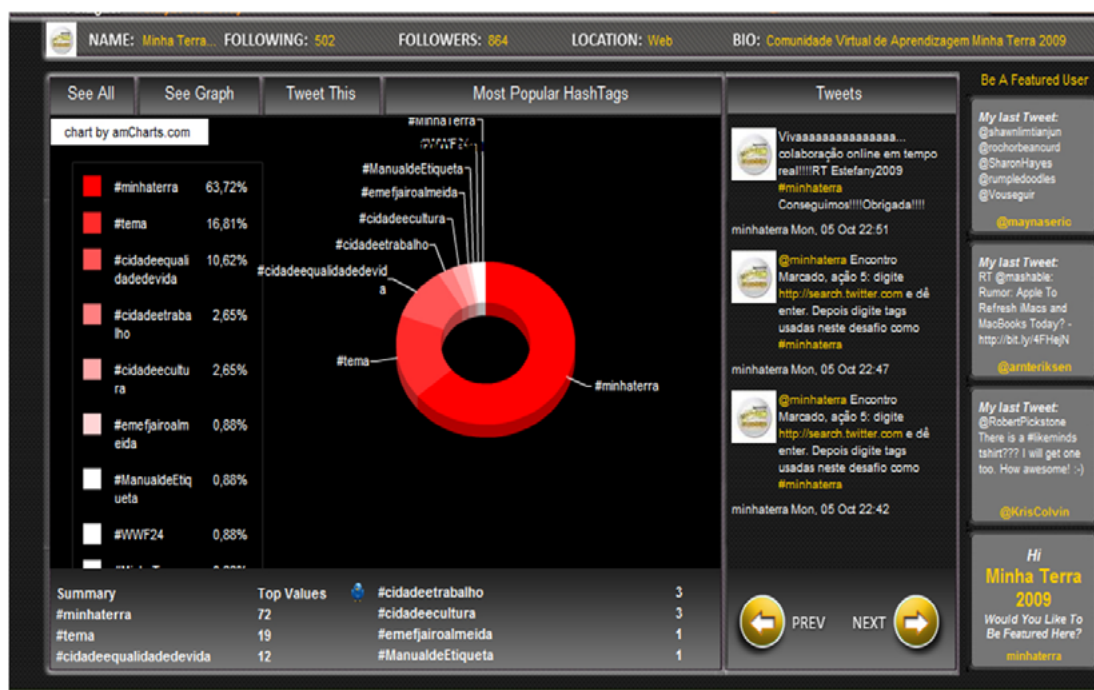 NAME: Minha Terra... FOLLOWING: 502 FOLLOWERS: 864 LOCATION: Web BIO: Comunidade Virtual de Aprendizagem Minha Terra 2009
See All See Graph Tweet This Most Popular HashTags
chart by amCharts.com
#minhaterra 63,72%
#tema 16,81%
#cidadeequali 10,62%
dadedevida
#cidadeetraba 2,65%
lho
#cidadeecultu 2,65%
ra
#emefjairoalm 0,88%
eida
#ManualdeEtiq 0,88%
ueta
#WWF24 0,88%
#MinhaTerra
#WWF24
#ManualdeEtiqueta
#emefjairoalmeida
#cidadeecultura
#cidadeetrabalho
#cidadeequalidadedevid
a
#tema
#minhaterra
Summary Top Values
#minhaterra 72
#tema 19
#cidadeequalidadedevida 12
#cidadeetrabalho 3
#cidadeecultura 3
#emefjairoalmeida 1
#ManualdeEtiqueta 1
Tweets
Vivaaaaaaaaaaaaaaa...
colaboração online em tempo
real!!!!RT Estefany2009
#minhaterra
Conseguimos!!!!Obrigada!!!!
minhaterra Mon, 05 Oct 22:51
@minhaterra Encontro
Marcado, ação 5: digite
http://search.twitter.com e dê
enter. Depois digite tags
usadas neste desafio como
#minhaterra
minhaterra Mon, 05 Oct 22:47
@minhaterra Encontro
Marcado, ação 5: digite
http://search.twitter.com e dê
enter. Depois digite tags
usadas neste desafio como
#minhaterra
minhaterra Mon, 05 Oct 22:42
PREV NEXT
Be A Featured User
My last Tweet:
@shawnlimtianjun
@roohorbeancurd
@SharonHayes
@rumpledoodles
@Vouseguir
@maynaseric
My last Tweet:
RT @mashable:
Rumor: Apple To
Refresh iMacs and
MacBooks Today? -
http://bit.ly/4FHejN
@arnteriksen
My last Tweet:
@RobertPickstone
There is a #likeminds
tshirt??? I will get one
too. How awesome! :-)
@KrisColvin
Hi
Minha Terra
2009
Would You Like To
Be Featured Here?
minhaterra